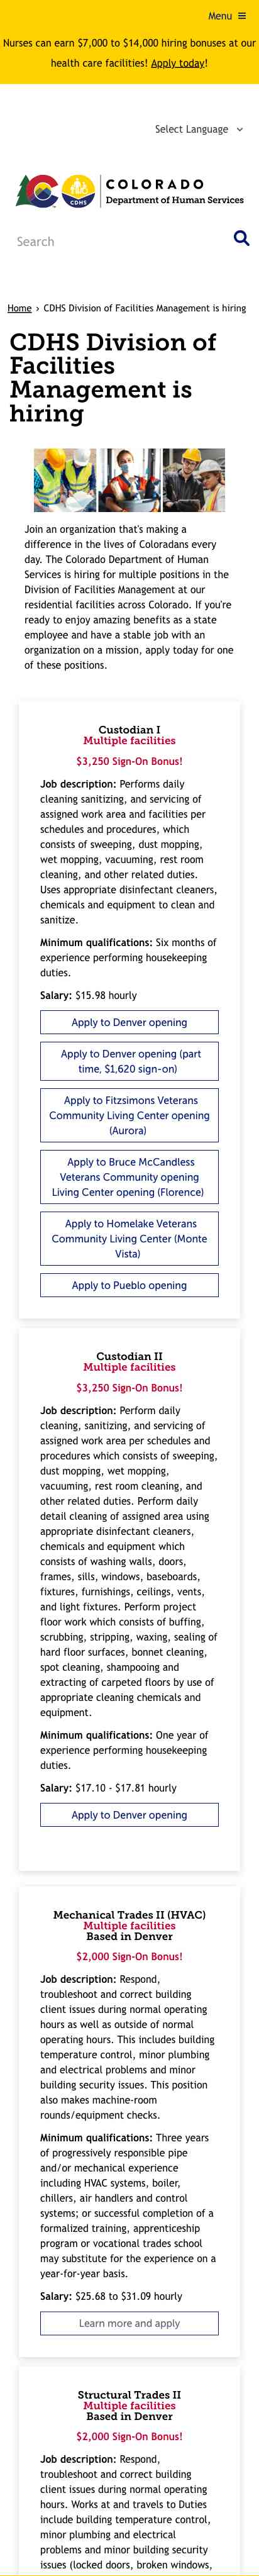 Menu ≡
Nurses can earn $7,000 to $14,000 hiring bonuses at our
health care facilities! Apply today!
Select Language
CDHS
COLORADO
Department of Human Services
Search
Home › CDHS Division of Facilities Management is hiring
CDHS Division of
Facilities
Management is
hiring
Join an organization that's making a
difference in the lives of Coloradans every
day. The Colorado Department of Human
Services is hiring for multiple positions in the
Division of Facilities Management at our
residential facilities across Colorado. If you're
ready to enjoy amazing benefits as a state
employee and have a stable job with an
organization on a mission, apply today for one
of these positions.
Custodian I
Multiple facilities
$3,250 Sign-On Bonus!
Job description: Performs daily
cleaning sanitizing, and servicing of
assigned work area and facilities per
schedules and procedures, which
consists of sweeping, dust mopping,
wet mopping, vacuuming, rest room
cleaning, and other related duties.
Uses appropriate disinfectant cleaners,
chemicals and equipment to clean and
sanitize.
Minimum qualifications: Six months of
experience performing housekeeping
duties.
Salary: $15.98 hourly
Apply to Denver opening
Apply to Denver opening (part
time, $1,620 sign-on)
Apply to Fitzsimons Veterans
Community Living Center opening
(Aurora)
Apply to Bruce McCandless
Veterans Community opening
Living Center opening (Florence)
Apply to Homelake Veterans
Community Living Center (Monte
Vista)
Apply to Pueblo opening
Custodian II
Multiple facilities
$3,250 Sign-On Bonus!
Job description: Perform daily
cleaning, sanitizing, and servicing of
assigned work area per schedules and
procedures which consists of sweeping,
dust mopping, wet mopping,
vacuuming, rest room cleaning, and
other related duties. Perform daily
detail cleaning of assigned area using
appropriate disinfectant cleaners,
chemicals and equipment which
consists of washing walls, doors,
frames, sills, windows, baseboards,
fixtures, furnishings, ceilings, vents,
and light fixtures. Perform project
floor work which consists of buffing,
scrubbing, stripping, waxing, sealing of
hard floor surfaces, bonnet cleaning,
spot cleaning, shampooing and
extracting of carpeted floors by use of
appropriate cleaning chemicals and
equipment.
Minimum qualifications: One year of
experience performing housekeeping
duties.
Salary: $17.10 - $17.81 hourly
Apply to Denver opening
Mechanical Trades II (HVAC)
Multiple facilities
Based in Denver
$2,000 Sign-On Bonus!
Job description: Respond,
troubleshoot and correct building
client issues during normal operating
hours as well as outside of normal
operating hours. This includes building
temperature control, minor plumbing
and electrical problems and minor
building security issues. This position
also makes machine-room
rounds/equipment checks.
Minimum qualifications: Three years
of progressively responsible pipe
and/or mechanical experience
including HVAC systems, boiler,
chillers, air handlers and control
systems; or successful completion of a
formalized training, apprenticeship
program or vocational trades school
may substitute for the experience on a
year-for-year basis.
Salary: $25.68 to $31.09 hourly
Learn more and apply
Structural Trades II
Multiple facilities
Based in Denver
$2,000 Sign-On Bonus!
Job description: Respond,
troubleshoot and correct building
client issues during normal operating
hours. Works at and travels to Duties
include building temperature control,
minor plumbing and electrical
problems and minor building security
issues (locked doors, broken windows,